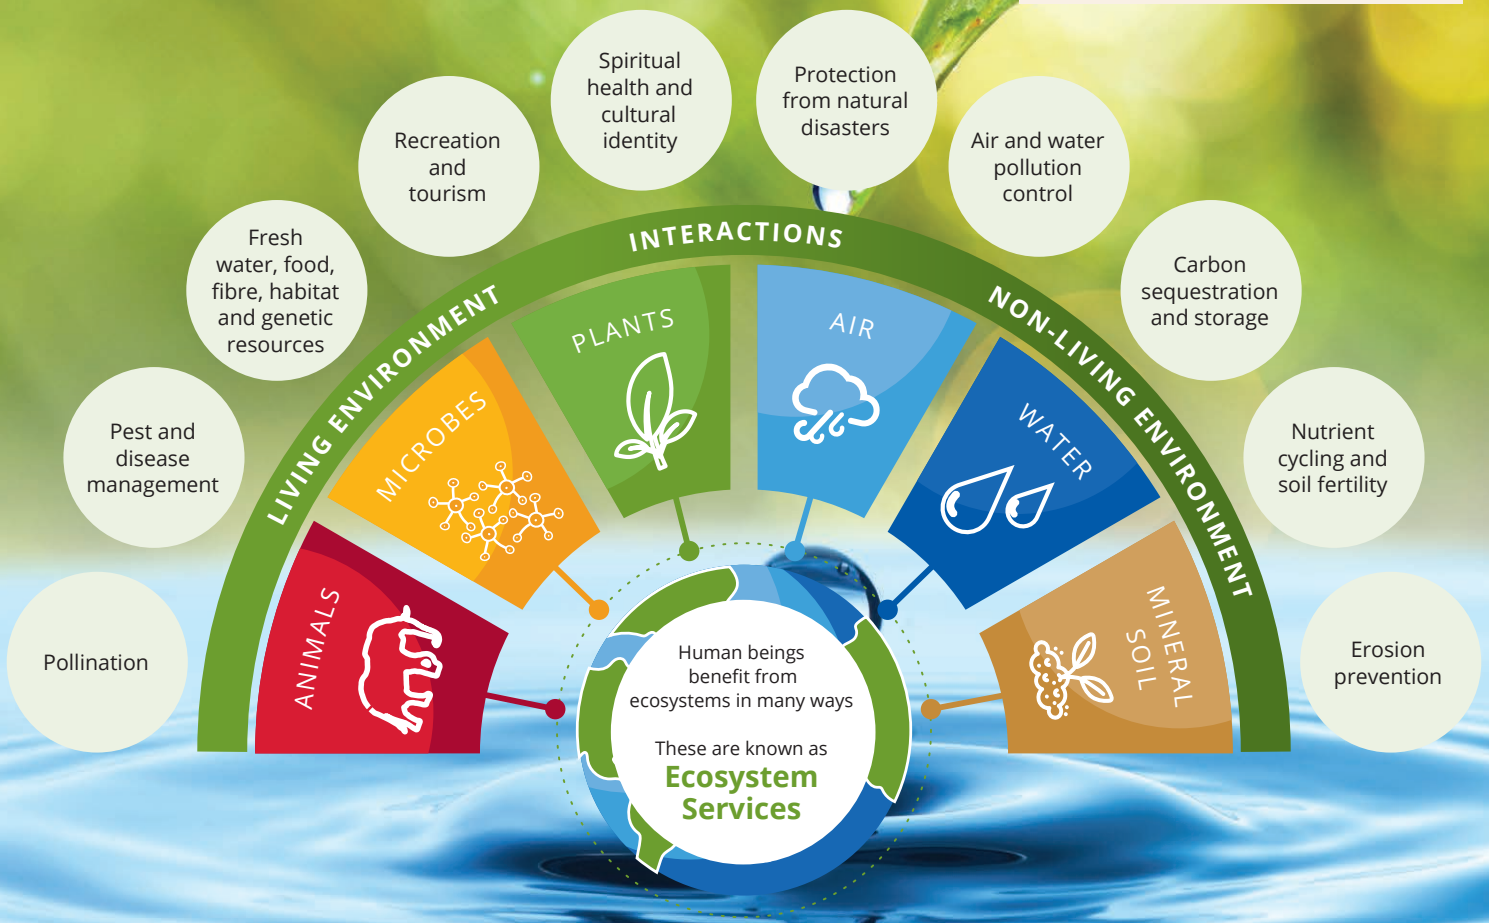 Spiritual
health and
cultural
identity
Protection
from natural
disasters
Recreation
and
tourism
Air and water
pollution
control
Fresh
water, food,
fibre, habitat
and genetic
resources
Carbon
sequestration
and storage
Pest and
disease
management
Nutrient
cycling and
soil fertility
Pollination
Erosion
prevention
LIVING ENVIRONMENT
INTERACTIONS
NON-LIVING ENVIRONMENT
ANIMALS
MICROBES
PLANTS
AIR
WATER
MINERAL
SOIL
Human beings
benefit from
ecosystems in many ways
These are known as
Ecosystem
Services